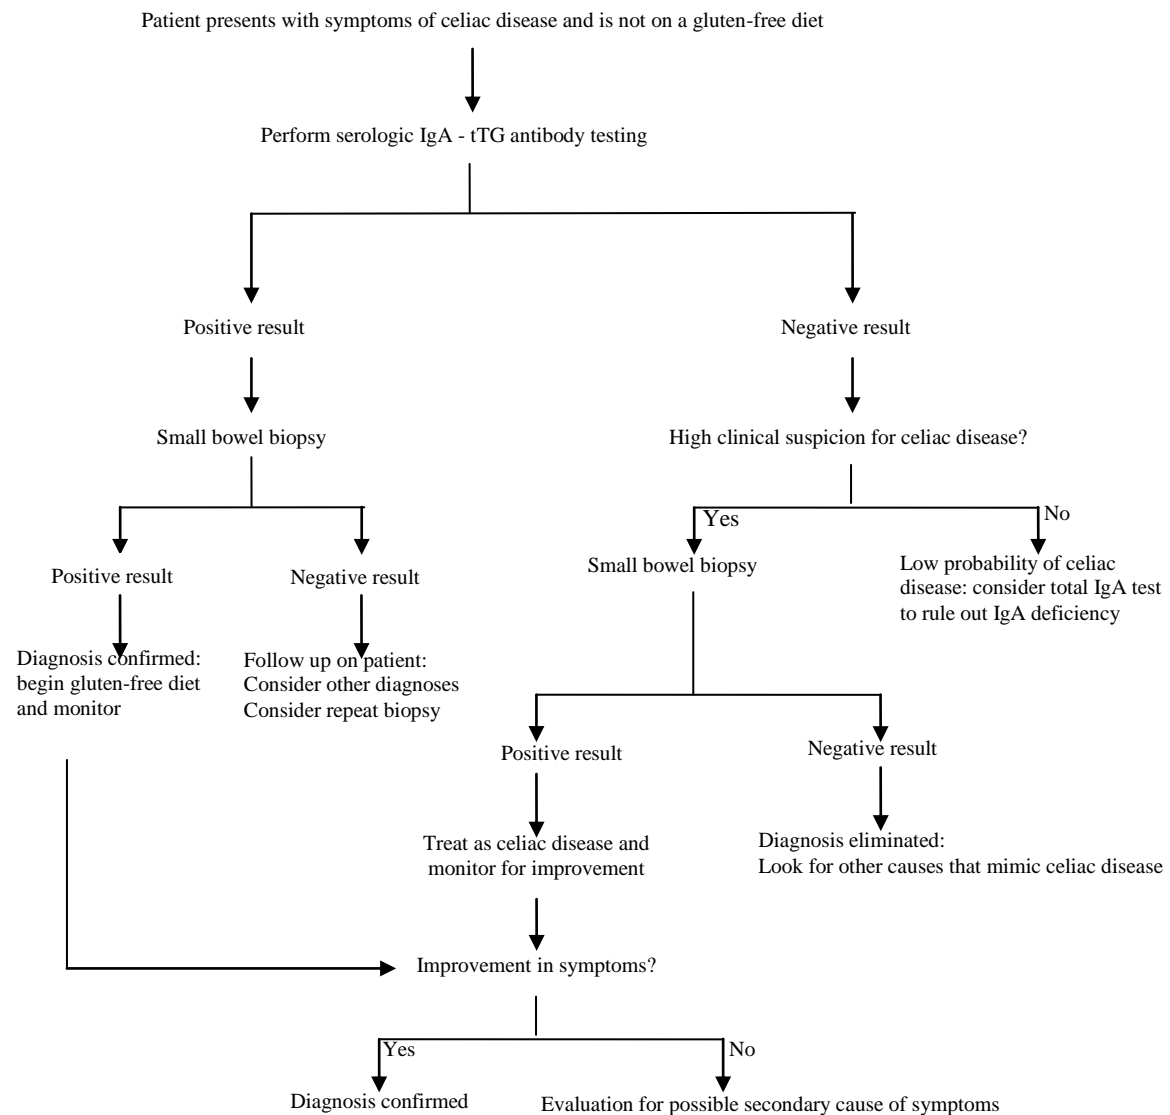 Patient presents with symptoms of celiac disease and is not on a gluten-free diet
Perform serologic IgA - tTG antibody testing
Positive result
Negative result
Small bowel biopsy
High clinical suspicion for celiac disease?
Yes
No
Positive result
Negative result
Small bowel biopsy
Low probability of celiac
disease: consider total IgA test
to rule out IgA deficiency
Diagnosis confirmed:
begin gluten-free diet
and monitor
Follow up on patient:
Consider other diagnoses
Consider repeat biopsy
Positive result
Negative result
Treat as celiac disease and
monitor for improvement
Diagnosis eliminated:
Look for other causes that mimic celiac disease
Improvement in symptoms?
Yes
No
Diagnosis confirmed
Evaluation for possible secondary cause of symptoms